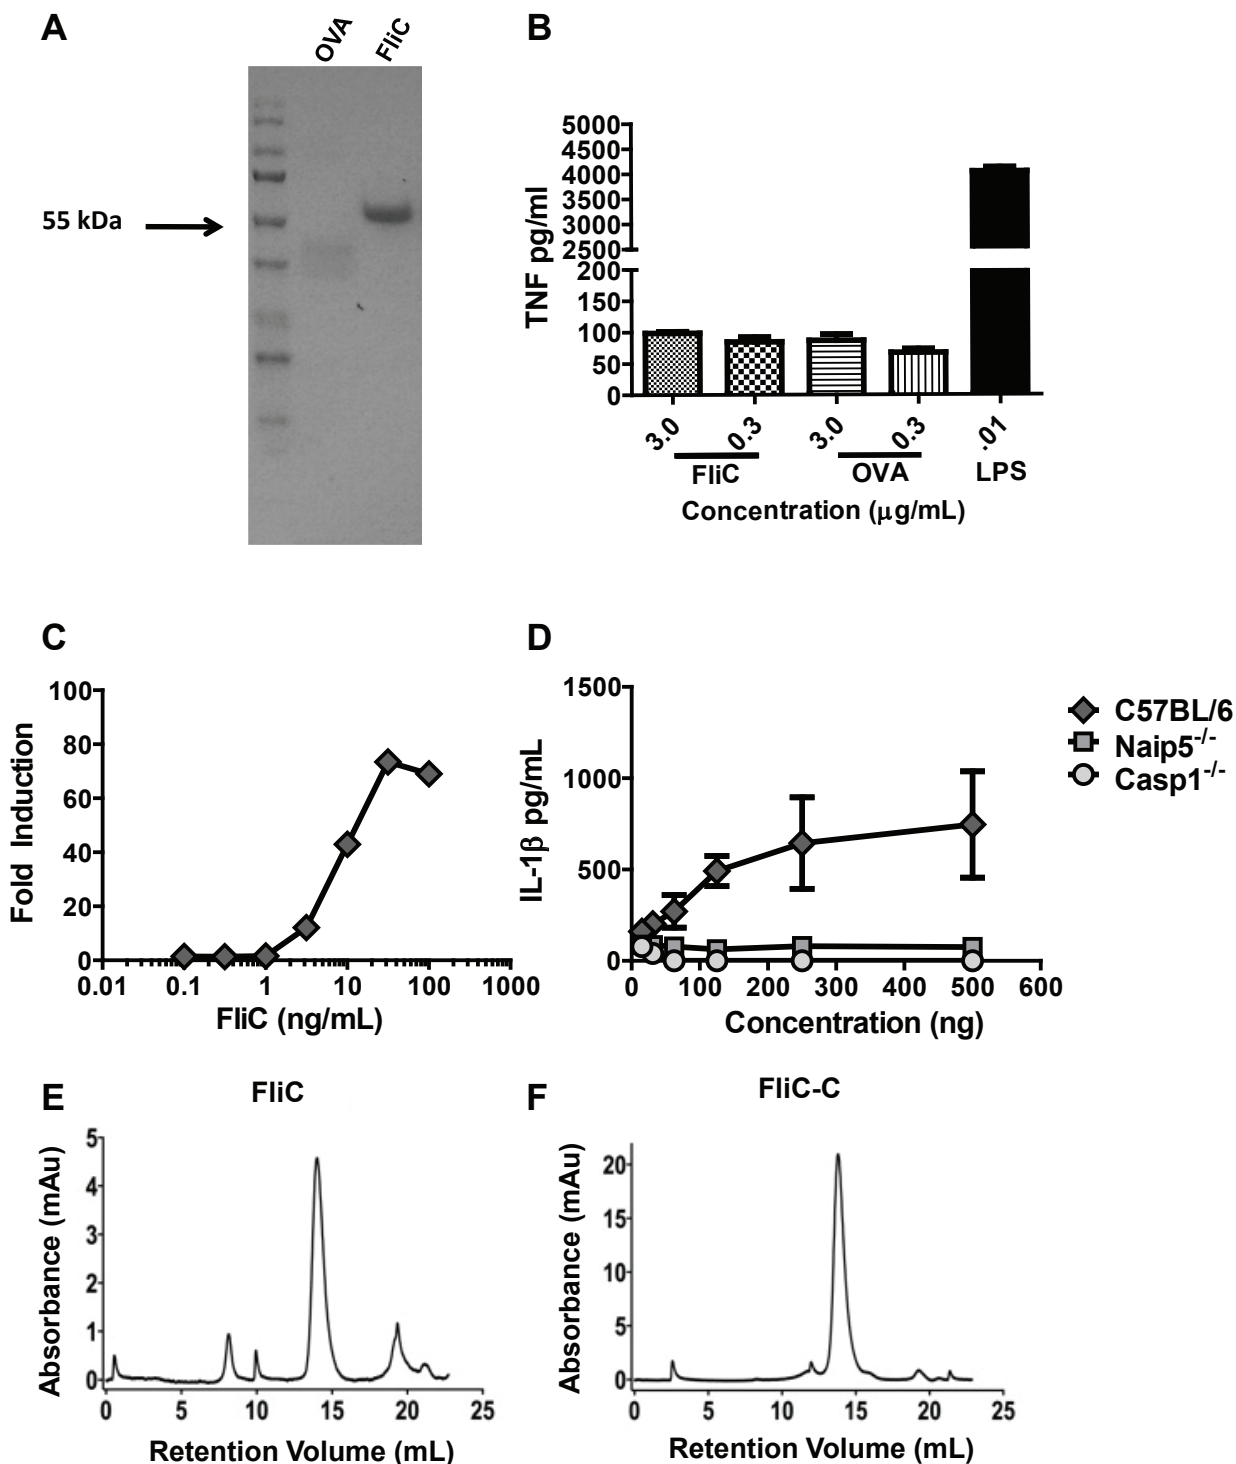 A
B
OVA
FliC
55 kDa
TNF pg/ml
5000
4500
4000
3500
3000
2500
200
150
100
50
0
3.0
0.3
3.0
0.3
.01
FliC
OVA
LPS
Concentration (μg/mL)
C
D
Fold Induction
100
80
60
40
20
0
0.01
0.1
1
10
100
1000
FliC (ng/mL)
IL-1β pg/mL
1500
1000
500
0
0
100
200
300
400
500
600
Concentration (ng)
C57BL/6
Naip5-/-
Casp1-/-
E
FliC
Absorbance (mAu)
5
4
3
2
1
0
0
5
10
15
20
25
Retention Volume (mL)
F
FliC-C
Absorbance (mAu)
20
15
10
5
0
0
5
10
15
20
25
Retention Volume (mL)